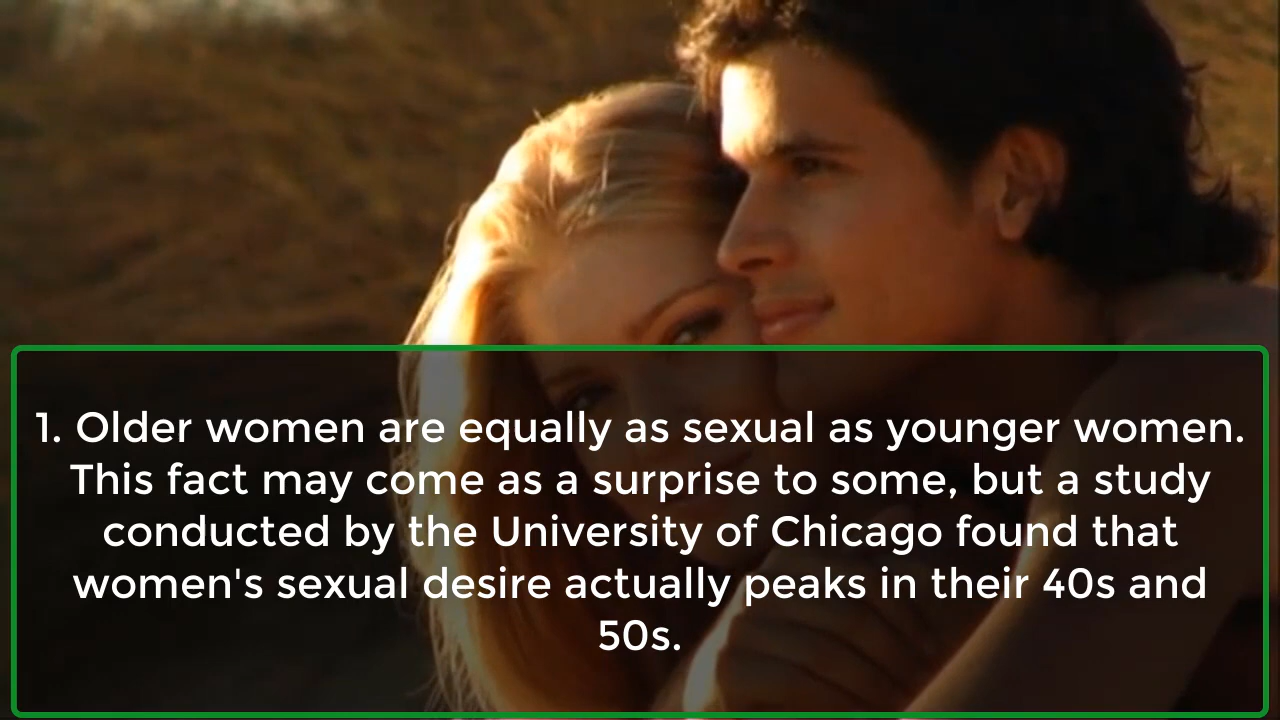 1. Older women are equally as sexual as younger women.
This fact may come as a surprise to some, but a study
conducted by the University of Chicago found that
women's sexual desire actually peaks in their 40s and
50s.